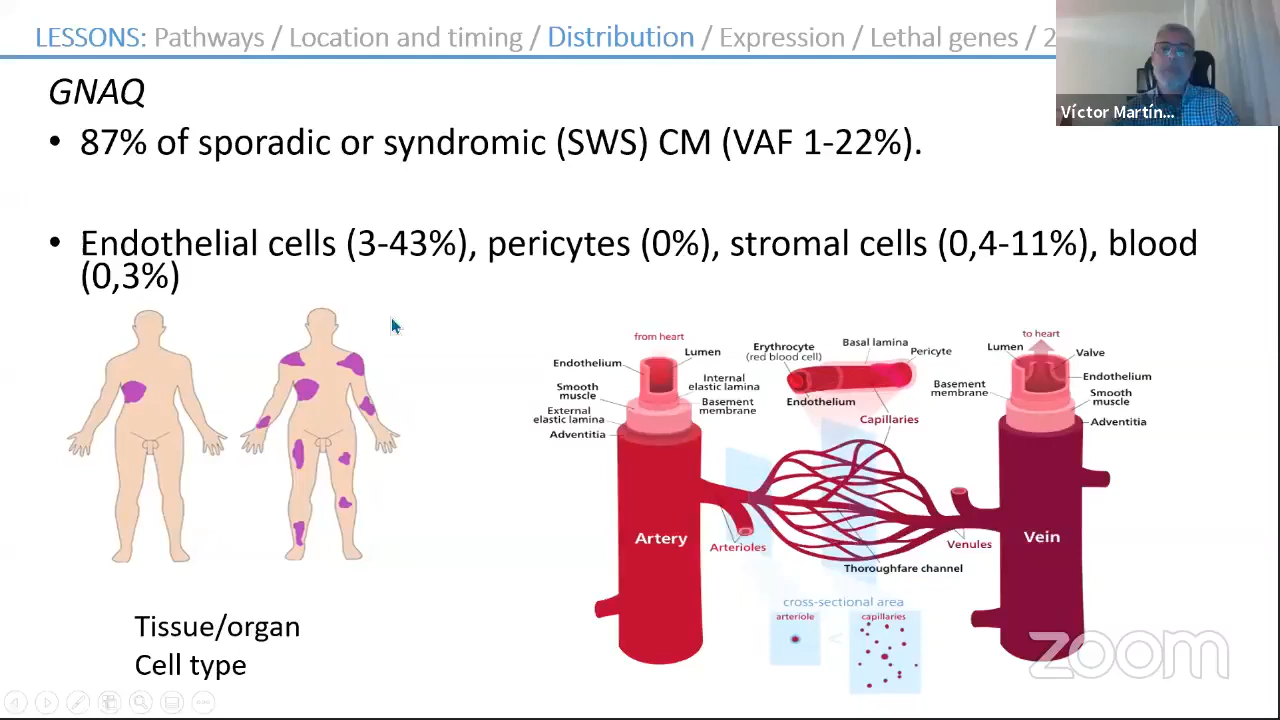 LESSONS: Pathways / Location and timing / Distribution / Expression / Lethal genes / 2
Víctor Martín...
GNAQ
• 87% of sporadic or syndromic (SWS) CM (VAF 1-22%).
• Endothelial cells (3-43%), pericytes (0%), stromal cells (0,4-11%), blood
(0,3%)
from heart
Endothelium
Lumen
Smooth
muscle
Internal
elastic lamina
External
elastic lamina
Basement
membrane
Adventitia
Erythrocyte
(red blood cell)
Basal lamina
Pericyte
Endothelium
Capillaries
to heart
Lumen
Valve
Endothelium
Basement
membrane
Smooth
muscle
Adventitia
Artery
Arterioles
Venules
Vein
Thoroughfare channel
cross-sectional area
arteriole
<
capillaries
Tissue/organ
Cell type
zoom